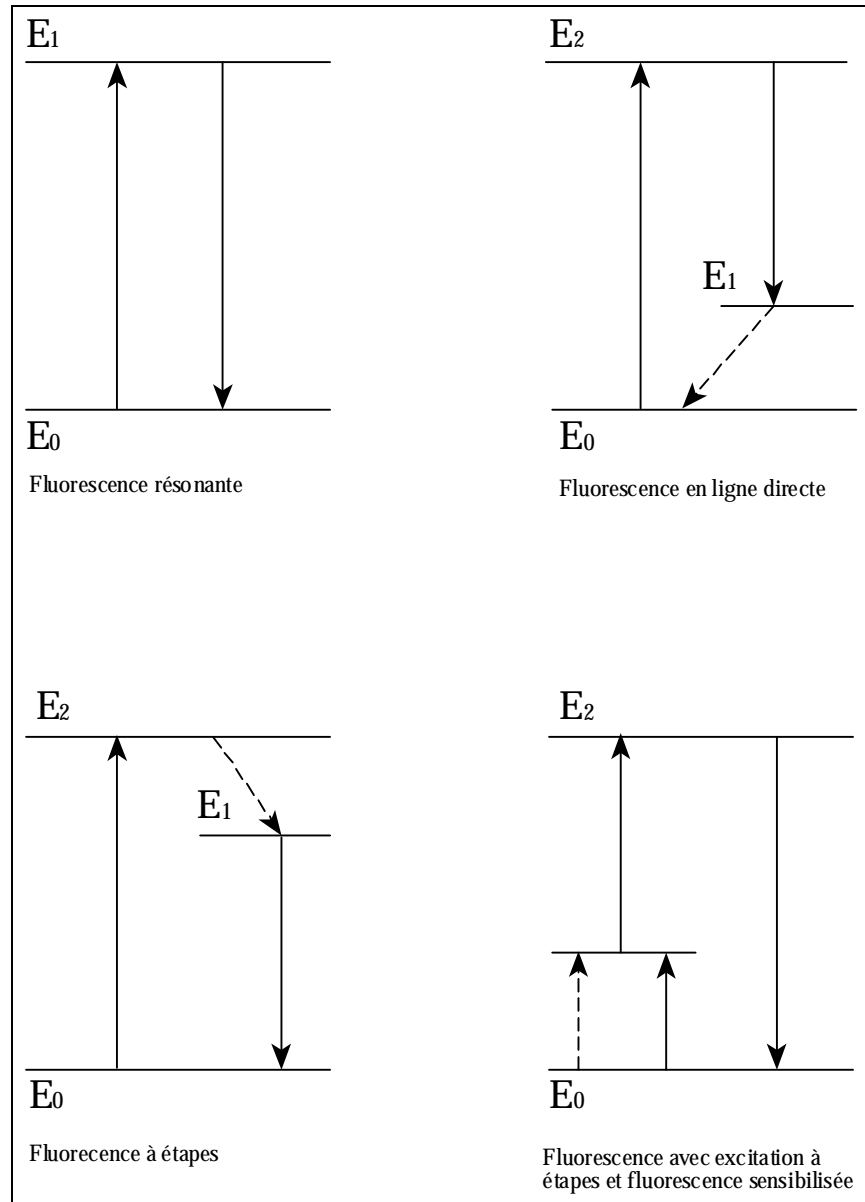 E1
E2
E1
E0
E0
Fluorescence résonante
Fluorescence en ligne directe
E2
E2
E1
E0
E0
Fluorecence à étapes
Fluorescence avec excitation à
étapes et fluorescence sensibilisée